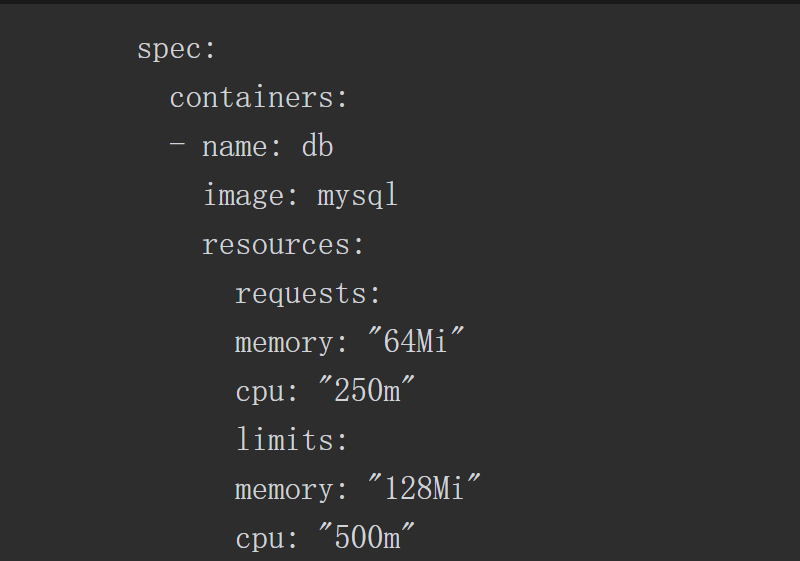 spec:
  containers:
  - name: db
    image: mysql
    resources:
      requests:
      memory: "64Mi"
      cpu: "250m"
      limits:
      memory: "128Mi"
      cpu: "500m"